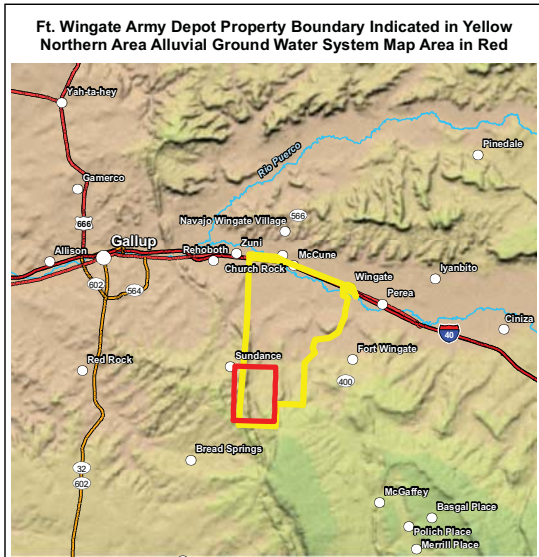 Ft. Wingate Army Depot Property Boundary Indicated in Yellow
Northern Area Alluvial Ground Water System Map Area in Red
Yah-ta-hey
Rio Puerco
Pinedale
Gamerco
666
Navajo Wingate Village
566
Allison
Gallup
Rehoboth
Zuni
McCune
Church Rock
Wingate
Iyanbito
602
564
Perea
Ciniza
40
Red Rock
Sundance
Fort Wingate
400
Bread Springs
32
602
McGaffey
Basgal Place
Polich Place
Merrill Place